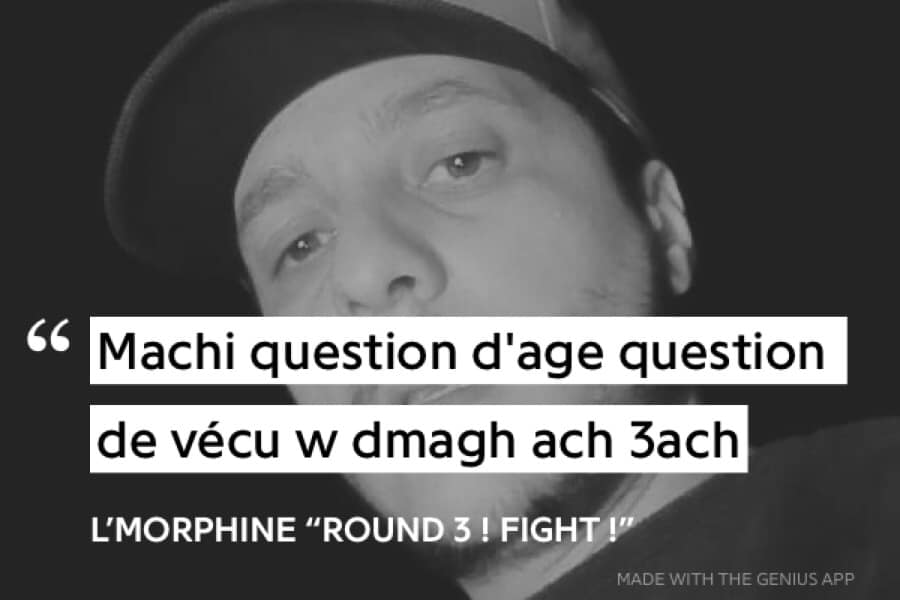 “ Machi question d'age question
de vécu w dmagh ach 3ach
L’MORPHINE “ROUND 3 ! FIGHT !”
MADE WITH THE GENIUS APP